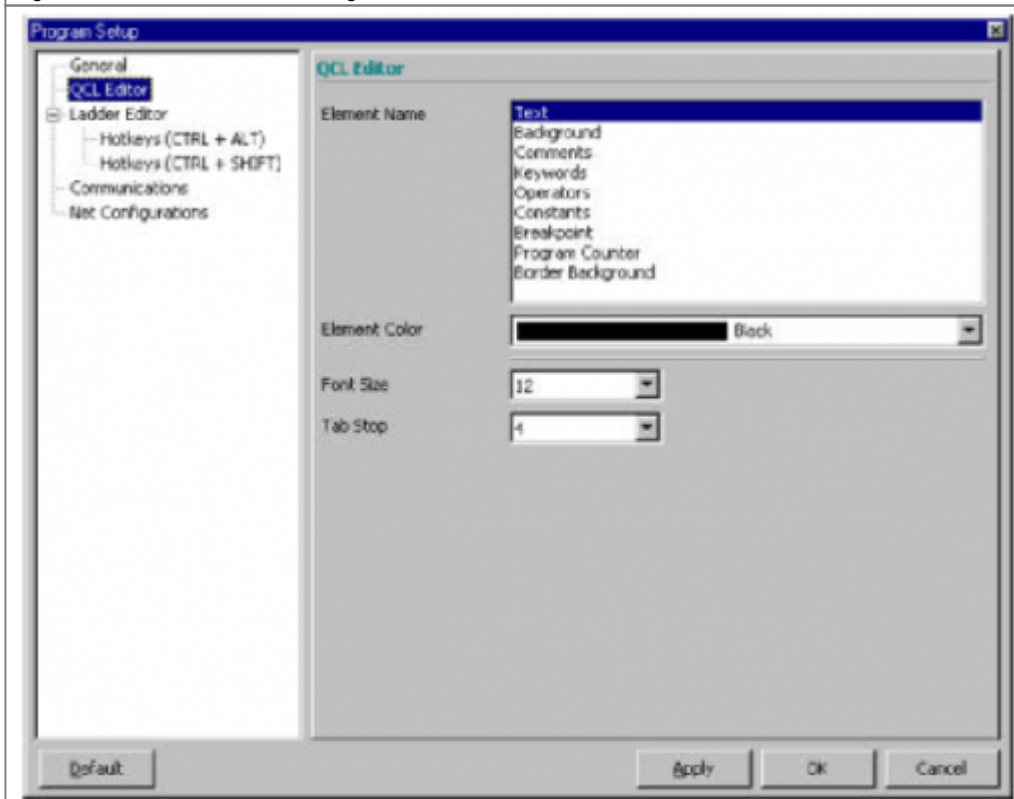 Program Setup
General
QCL Editor
Ladder Editor
Hotkeys (CTRL + ALT)
Hotkeys (CTRL + SHIFT)
Communications
Net Configurations
QCL Editor
Element Name
Text
Background
Comments
Keywords
Operators
Constants
Breakpoint
Program Counter
Border Background
Element Color
Black
Font Size
12
Tab Stop
4
Default
Apply
OK
Cancel